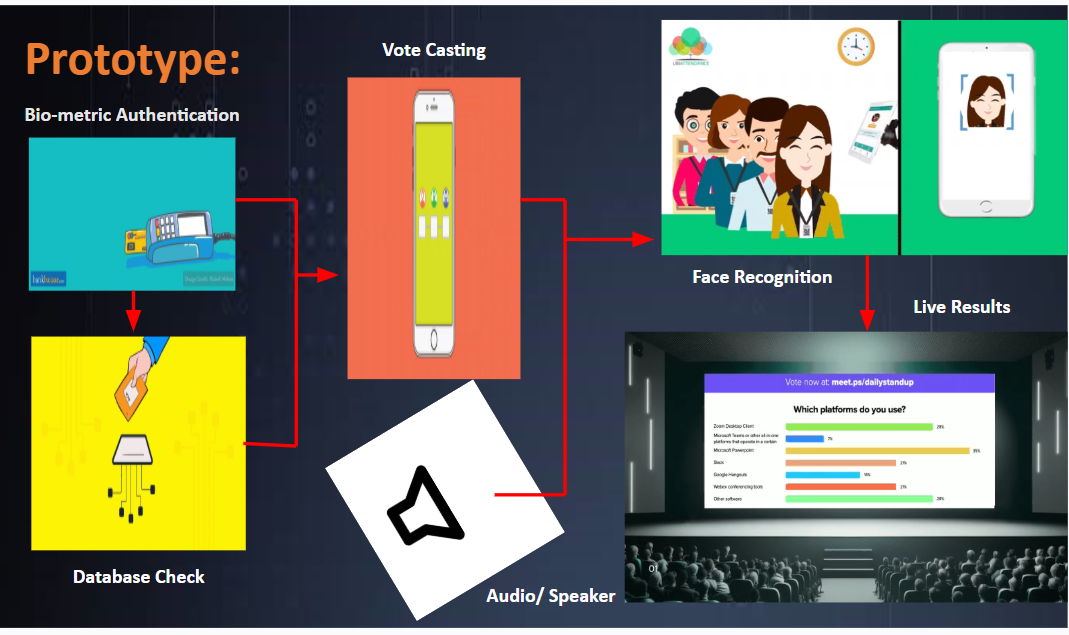 Prototype:
Bio-metric Authentication
Vote Casting
Face Recognition
Live Results
Vote now at: meet.ps/dailystandup
Which platforms do you use?
Zoom Desktop Client
28%
Microsoft Teams or other all-in-one
platforms that operate in a certain
7%
Microsoft Powerpoint
35%
Slack
21%
Google Hangouts
14%
Webex conferencing tools
21%
Other software
28%
01
Database Check
Audio/ Speaker